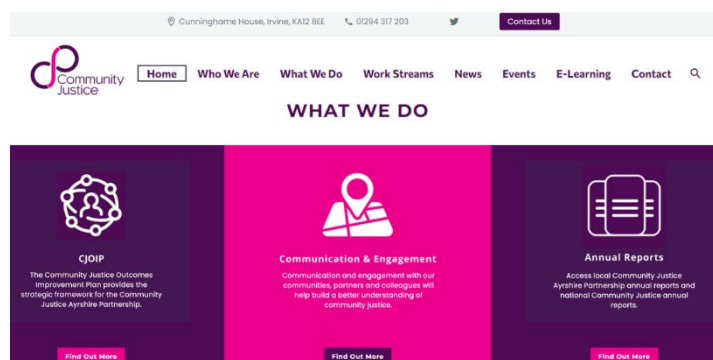 Cunninghame House, Irvine, KA12 8EE 01294 317 203 Contact Us
Community
Justice
Home Who We Are What We Do Work Streams News Events E-Learning Contact
WHAT WE DO
CJOIP
The Community Justice Outcomes
Improvement Plan provides the
strategic framework for the Community
Justice Ayrshire Partnership.
Find Out More
Communication & Engagement
Communication and engagement with our
communities, partners and colleagues will
help build a better understanding of
community justice.
Find Out More
Annual Reports
Access local Community Justice
Ayrshire Partnership annual reports and
national Community Justice annual
reports.
Find Out More